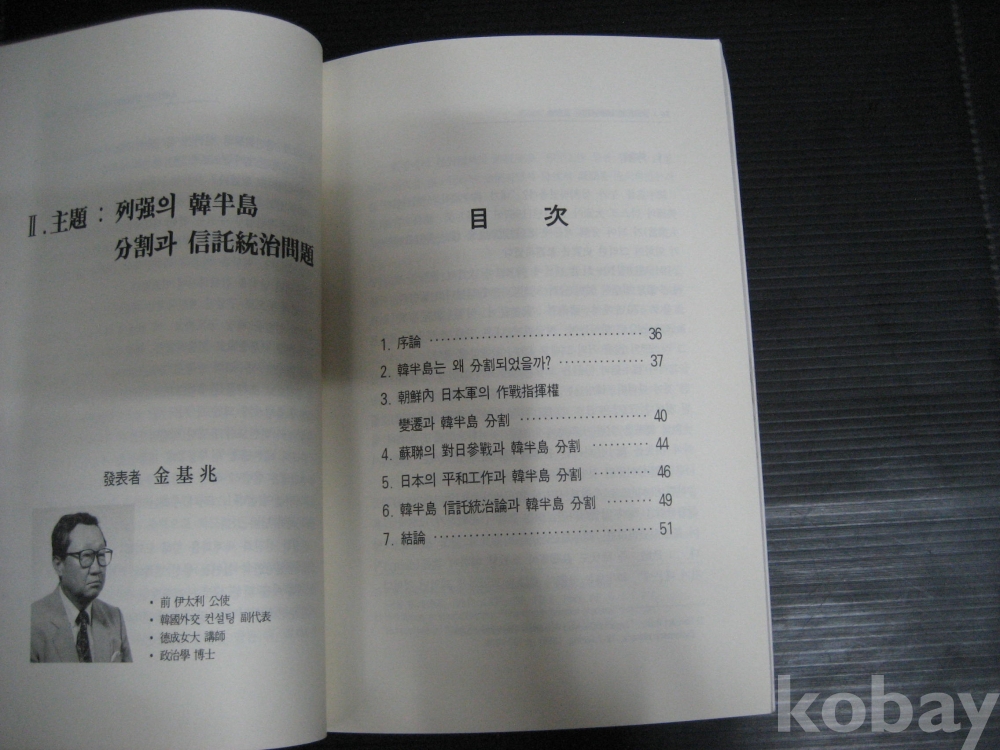 Ⅱ.主題 : 列强의 韓半島
分割과 信託統治問題
發表者 金基兆
· 前 伊太利 公使
· 韓國外交 컨설팅 副代表
· 德成女大 講師
· 政治學 博士
目 次
1. 序論 ········ 36
2. 韓半島는 왜 分割되었을까? ········ 37
3. 朝鮮內 日本軍의 作戰指揮權
變遷과 韓半島 分割 ········ 40
4. 蘇聯의 對日參戰과 韓半島 分割 ········ 44
5. 日本의 平和工作과 韓半島 分割 ········ 46
6. 韓半島 信託統治論과 韓半島 分割 ········ 49
7. 結論 ········ 51
kobay